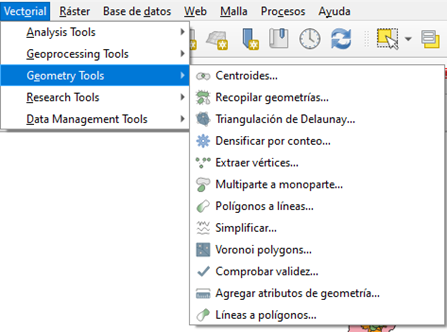 Vectorial Ráster Base de datos Web Malla Procesos Ayuda
Analysis Tools
Geoprocessing Tools
Geometry Tools
Research Tools
Data Management Tools
Centroides...
Recopilar geometrías...
Triangulación de Delaunay...
Densificar por conteo...
Extraer vértices...
Multiparte a monoparte...
Polígonos a líneas...
Simplificar...
Voronoi polygons...
Comprobar validez...
Agregar atributos de geometría...
Líneas a polígonos...